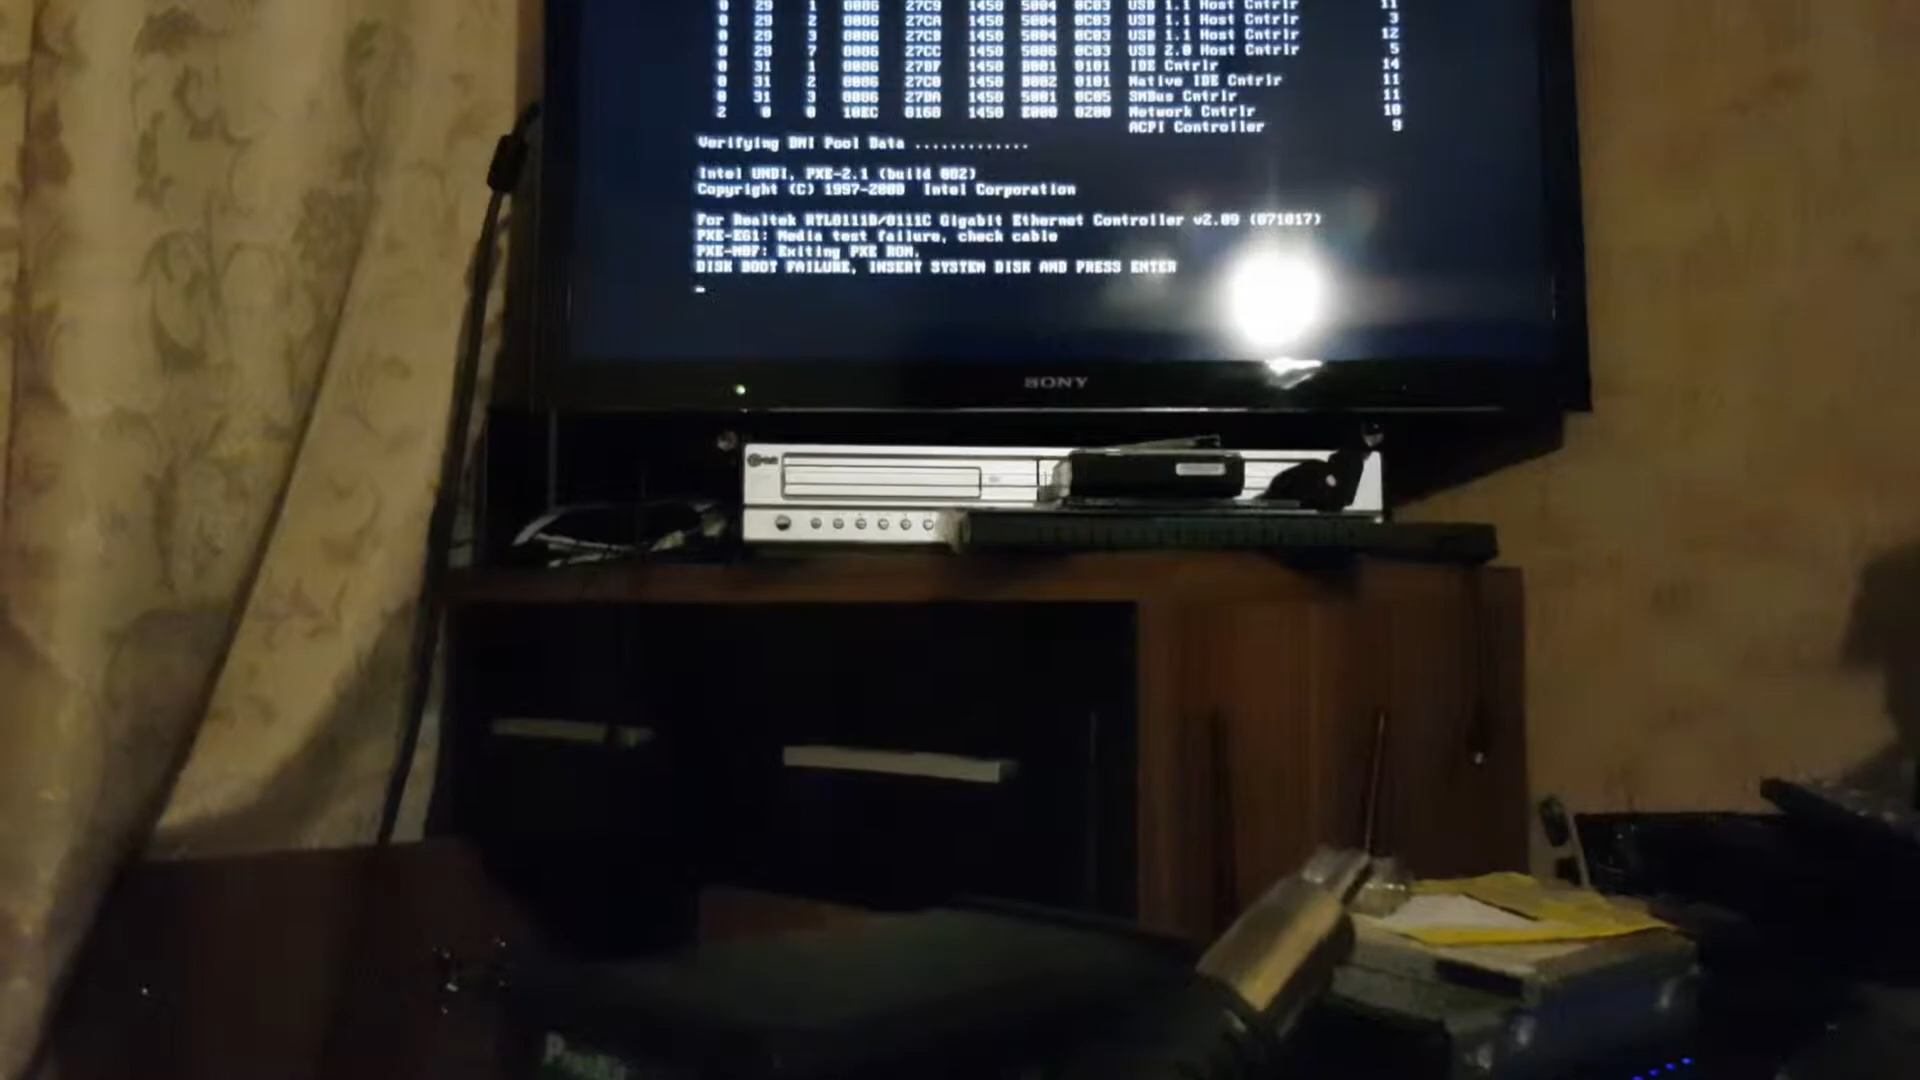 0 29 1 8086 27C9 1458 5004 0C03 USB 1.1 Host Cntrlr 11
0 29 2 8086 27CA 1458 5004 0C03 USB 1.1 Host Cntrlr 3
0 29 3 8086 27CB 1458 5004 0C03 USB 1.1 Host Cntrlr 12
0 29 7 8086 27CC 1458 5006 0C03 USB 2.0 Host Cntrlr 5
0 31 1 8086 27DF 1458 B001 0101 IDE Cntrlr 14
0 31 2 8086 27C0 1458 B002 0101 Native IDE Cntrlr 11
0 31 3 8086 27DA 1458 5001 0C05 SMBus Cntrlr 11
2 0 0 10EC 8168 1458 E000 0200 Network Cntrlr 10
ACPI Controller 9
Verifying DMI Pool Data .............
Intel UNDI, PXE-2.1 (build 082)
Copyright (C) 1997-2000 Intel Corporation
For Realtek RTL8111D/8111C Gigabit Ethernet Controller v2.09 (071017)
PXE-E61: Media test failure, check cable
PXE-M0F: Exiting PXE ROM.
DISK BOOT FAILURE, INSERT SYSTEM DISK AND PRESS ENTER
SONY